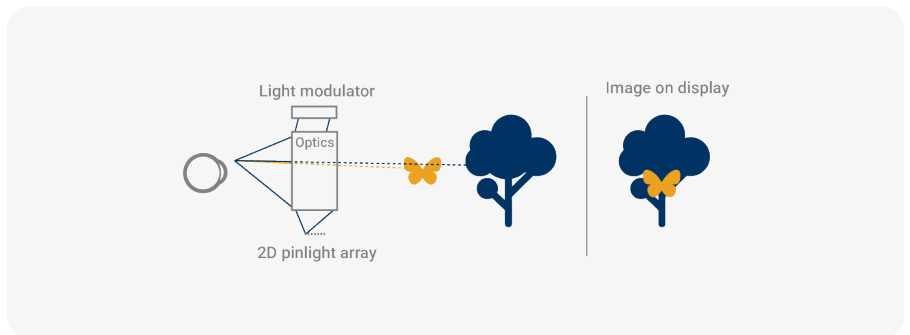 Light modulator
Image on display
Optics
2D pinlight array